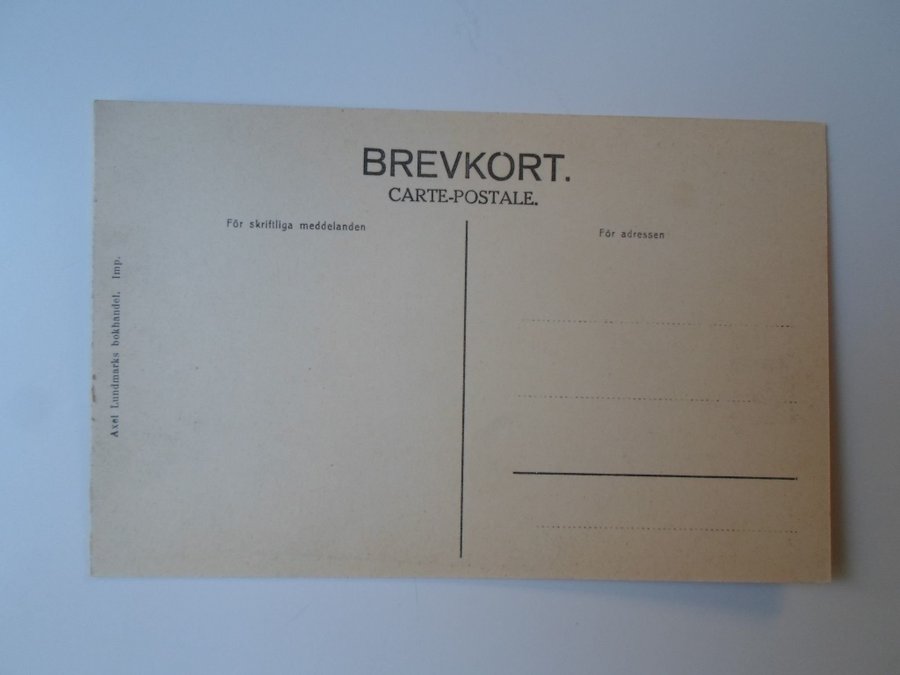 BREVKORT.
CARTE-POSTALE.
För skriftliga meddelanden
För adressen
Axel Lundmarks bokhandel, Imp.